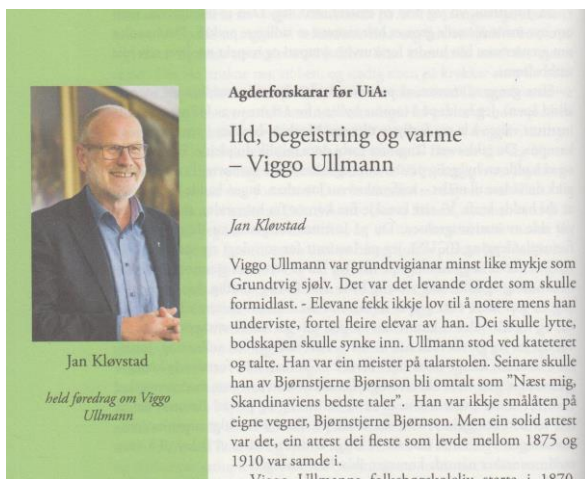 Jan Kløvstad
held føredrag om Viggo
Ullmann
Agderforskarar før UiA:
Ild, begeistring og varme
– Viggo Ullmann
Jan Kløvstad
Viggo Ullmann var grundtvigianar minst like mykje som
Grundtvig sjølv. Det var det levande ordet som skulle
formidlast. - Elevane fekk ikkje lov til å notere mens han
underviste, fortel fleire elevar av han. Dei skulle lytte,
bodskapen skulle synke inn. Ullmann stod ved kateteret
og talte. Han var ein meister på talarstolen. Seinare skulle
han av Bjørnstjerne Bjørnson bli omtalt som ”Næst mig,
Skandinaviens bedste taler”. Han var ikkje smålåten på
eigne vegner, Bjørnstjerne Bjørnson. Men ein solid attest
var det, ein attest dei fleste som levde mellom 1875 og
1910 var samde i.
Viggo Ullmanns folkehøgskoleliv starta i 1870